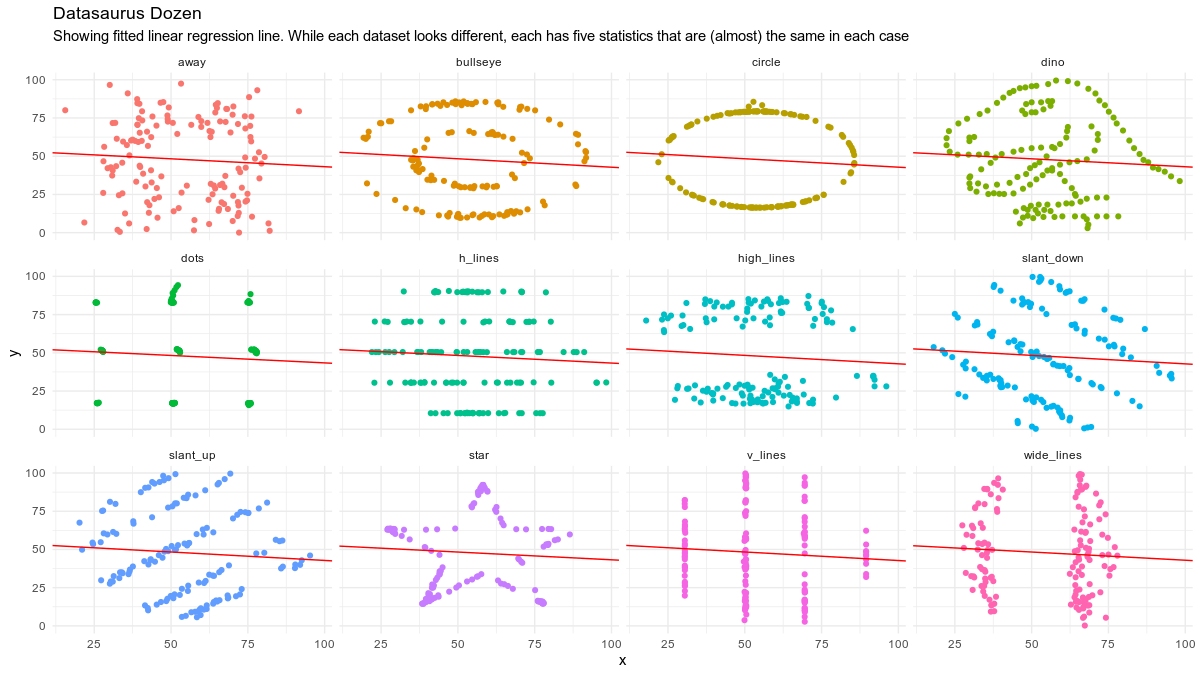 Datasaurus Dozen
Showing fitted linear regression line. While each dataset looks different, each has five statistics that are (almost) the same in each case
away bullseye circle dino
100
75
50
25
0
dots h_lines high_lines slant_down
100
75
50
25
0
y
slant_up star v_lines wide_lines
100
75
50
25
0
25 50 75 100 25 50 75 100 25 50 75 100 25 50 75 100
x